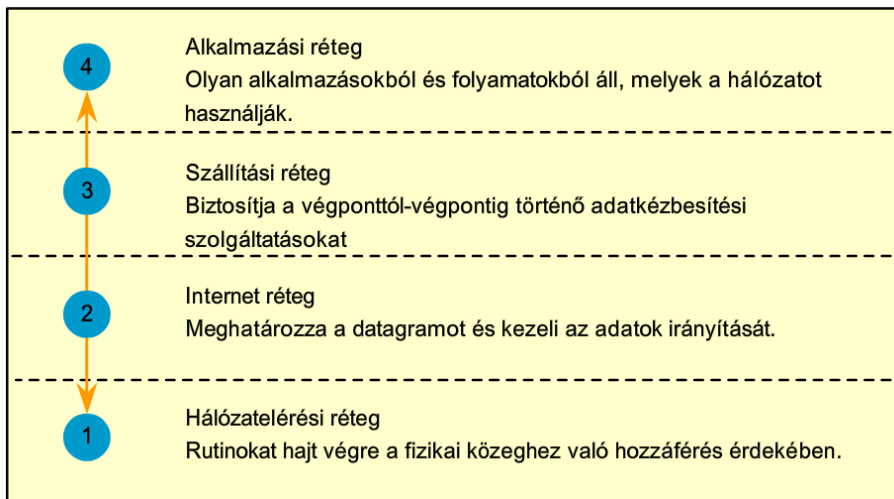 4
Alkalmazási réteg
Olyan alkalmazásokból és folyamatokból áll, melyek a hálózatot
használják.
3
Szállítási réteg
Biztosítja a végponttól-végpontig történő adatkézbesítési
szolgáltatásokat
2
Internet réteg
Meghatározza a datagramot és kezeli az adatok irányítását.
1
Hálózatelérési réteg
Rutinokat hajt végre a fizikai közeghez való hozzáférés érdekében.